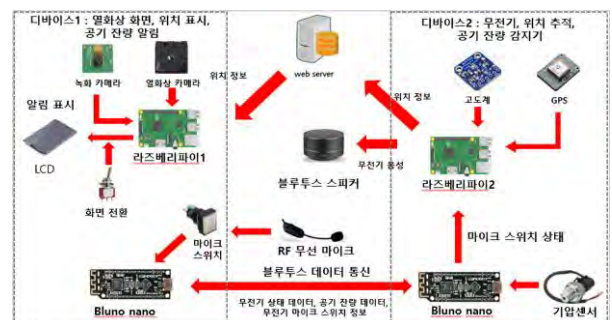 디바이스1 : 열화상 화면, 위치 표시,
공기 잔량 알림
녹화 카메라
열화상 카메라
알림 표시
LCD
라즈베리파이1
화면 전환
마이크
스위치
Bluno nano
위치 정보
web server
위치 정보
블루투스 스피커
무전기 음성
RF 무선 마이크
블루투스 데이터 통신
무전기 상태 데이터, 공기 잔량 데이터,
무전기 마이크 스위치 정보
디바이스2 : 무전기, 위치 추적,
공기 잔량 감지기
고도계
GPS
라즈베리파이2
마이크 스위치 상태
Bluno nano
기압센서